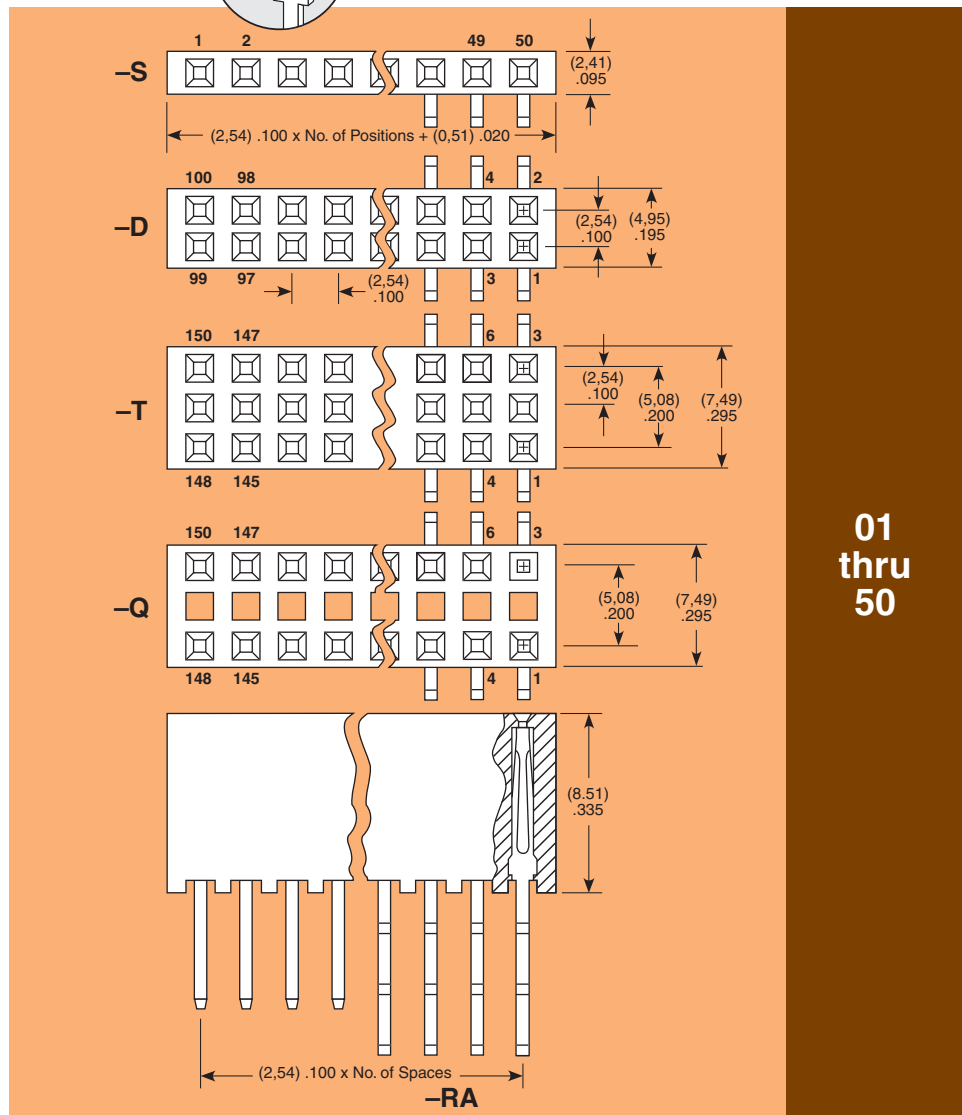 1 2 49 50
–S
(2,41)
.095
(2,54) .100 x No. of Positions + (0,51) .020
100 98 4 2
–D
(2,54)
.100
(4,95)
.195
99 97 3 1
(2,54)
.100
150 147 6 3
–T
(2,54)
.100
(5,08)
.200
(7,49)
.295
148 145 4 1
150 147 6 3
–Q
(5,08)
.200
(7,49)
.295
148 145 4 1
(8.51)
.335
(2,54) .100 x No. of Spaces
–RA
01
thru
50